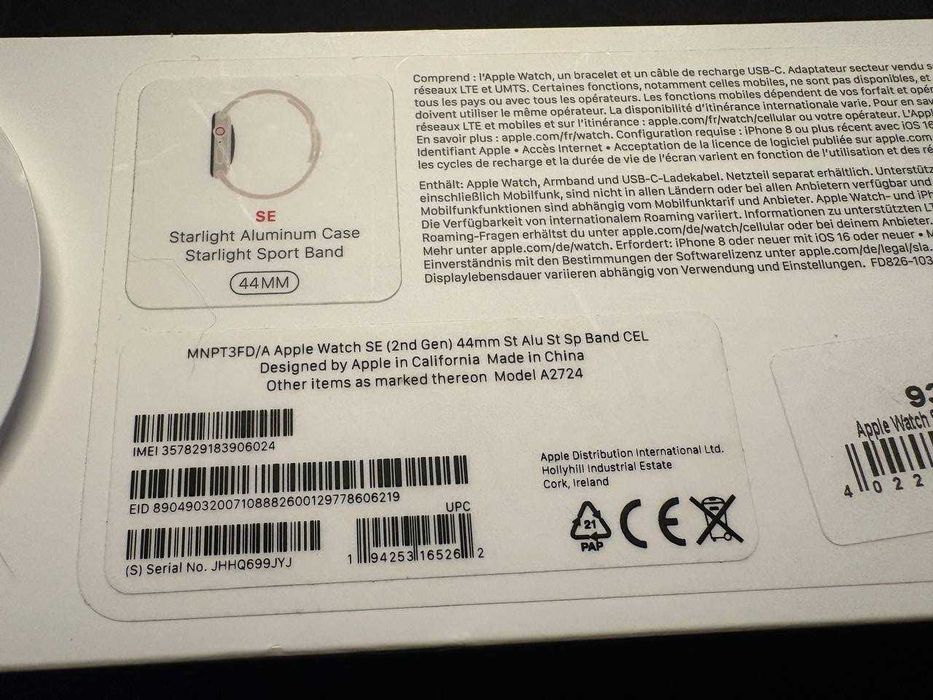 SE
Starlight Aluminum Case
Starlight Sport Band
44MM
Comprend : l'Apple Watch, un bracelet et un câble de recharge USB-C. Adaptateur secteur vendu
réseaux LTE et UMTS. Certaines fonctions, notamment celles mobiles, ne sont pas disponibles, et
tous les pays ou avec tous les opérateurs. Les fonctions mobiles dépendent de vos forfait et
doivent utiliser le même opérateur. La disponibilité d'itinérance internationale varie. Pour en
réseaux LTE et mobiles et sur l'itinérance : apple.com/fr/watch/cellular ou votre opérateur.
En savoir plus : apple.com/fr/watch. Configuration requise : iPhone 8 ou plus récent avec iOS 16
Identifiant Apple • Accès Internet • Acceptation de la licence de logiciel publiée sur apple.com
les cycles de recharge et la durée de vie de l'écran varient en fonction de l'utilisation et des
Enthält: Apple Watch, Armband und USB-C-Ladekabel. Netzteil separat erhältlich.
einschließlich Mobilfunk, sind nicht in allen Ländern oder bei allen Anbietern verfügbar und
Mobilfunkfunktionen sind abhängig vom Mobilfunktarif und Anbieter. Apple Watch- und
Die Verfügbarkeit von internationalem Roaming variiert. Informationen zu unterstützten
Roaming-Fragen erhältst du unter apple.com/de/watch/cellular oder bei deinem Anbieter.
Mehr unter apple.com/de/watch. Erfordert: iPhone 8 oder neuer mit iOS 16 oder neuer •
Einverständnis mit den Bestimmungen der Softwarelizenz unter apple.com/de/legal/sla.
Displaylebensdauer variieren abhängig von Verwendung und Einstellungen. FD826-103
MNPT3FD/A Apple Watch SE (2nd Gen) 44mm St Alu St Sp Band CEL
Designed by Apple in California Made in China
Other items as marked thereon Model A2724
IMEI 357829183906024
EID 89049032007108882600129778606219
UPC
(S) Serial No. JHHQ699JYJ
1 94253 16526 2
Apple Distribution International Ltd.
Hollyhill Industrial Estate
Cork, Ireland
21
PAP
CE
Apple Watch
4 022